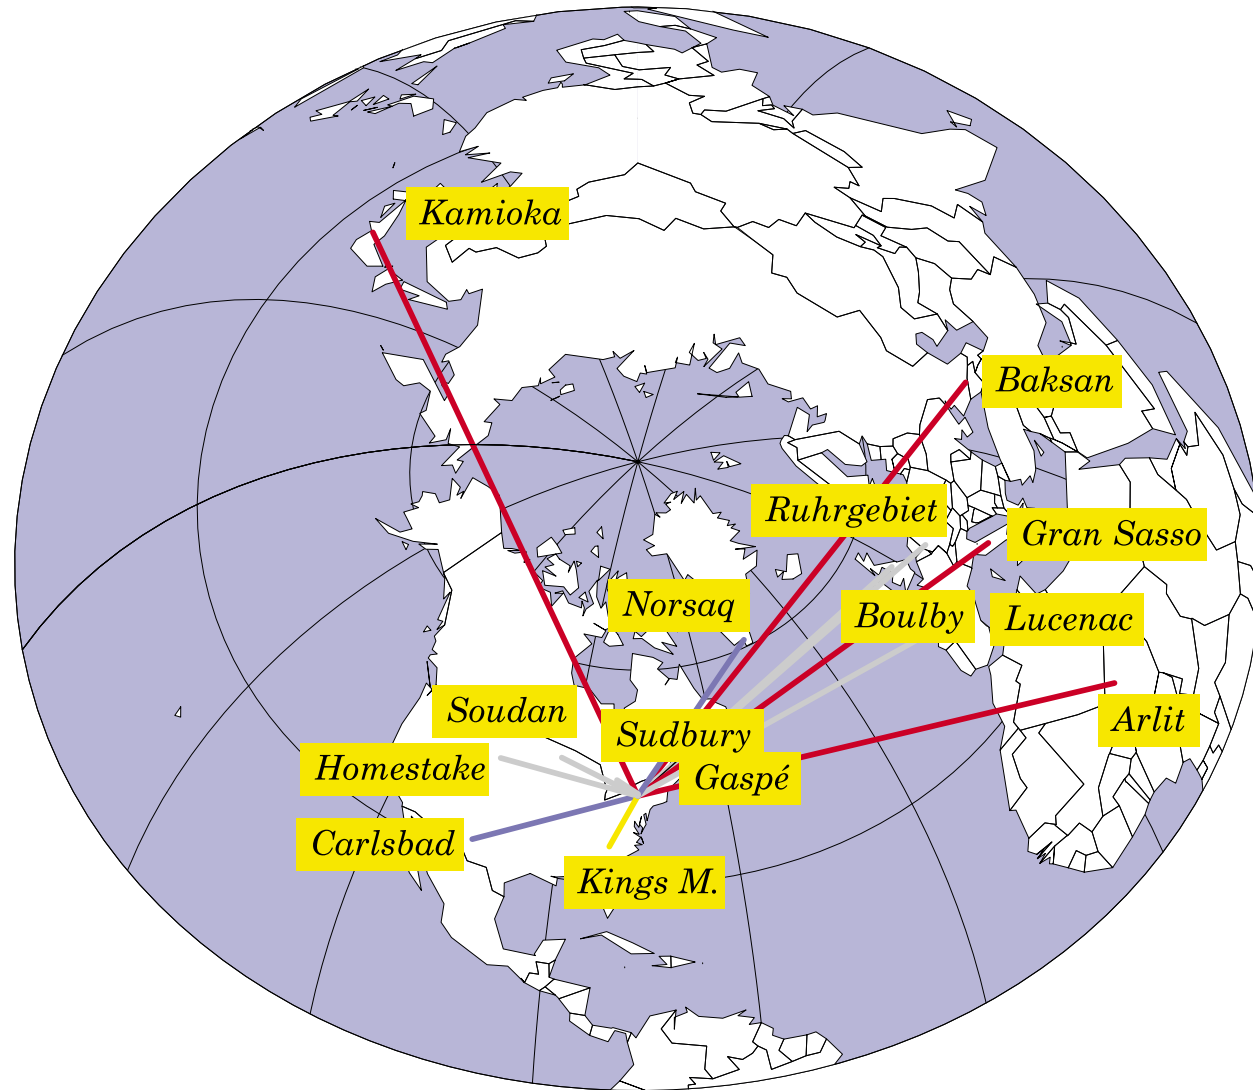 Kamioka
Baksan
Ruhrgebiet
Gran Sasso
Norsaq
Boulby
Lucenac
Soudan
Arlit
Sudbury
Homestake
Gaspé
Carlsbad
Kings M.